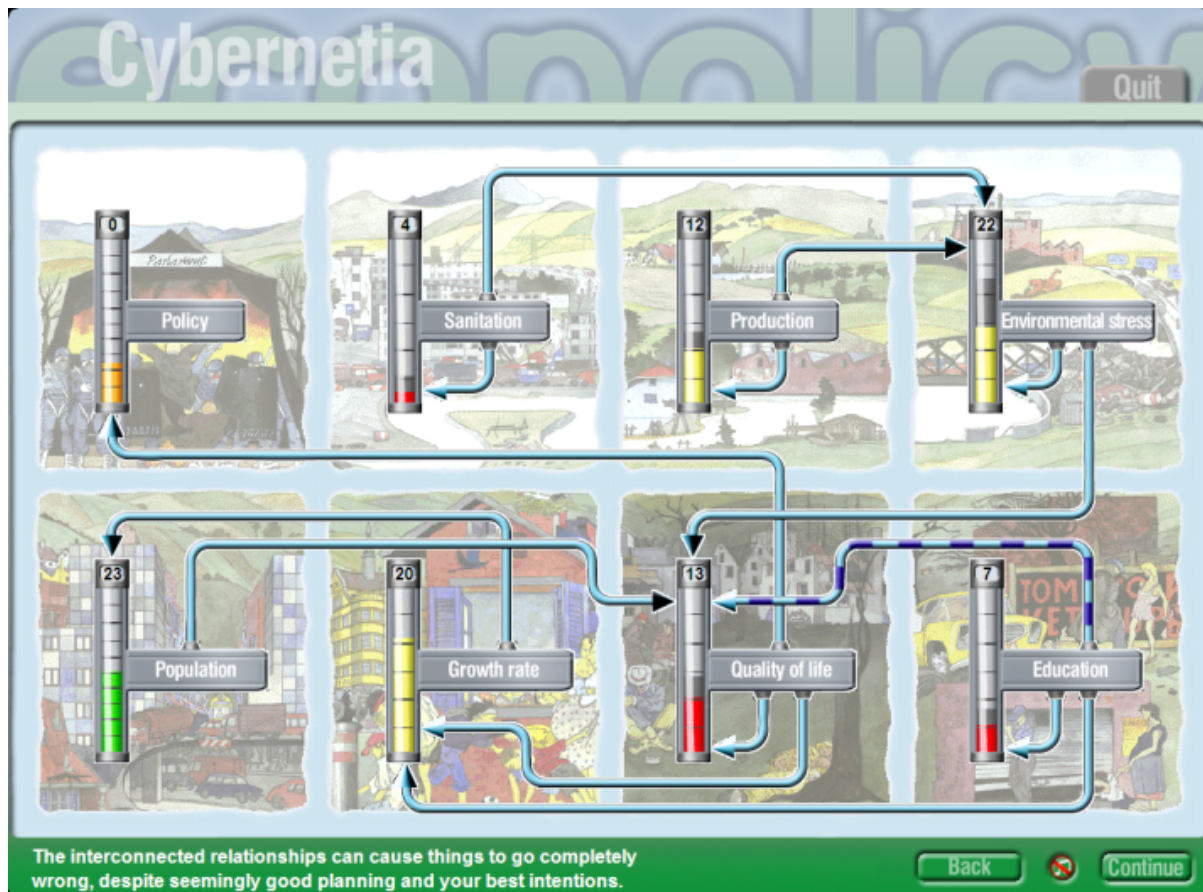 Cybernetia
ecopolicy
Quit
0
4
12
22
Parlament
Policy
Sanitation
Production
Environmental stress
23
20
13
7
TOM
Population
Growth rate
Quality of life
Education
The interconnected relationships can cause things to go completely
wrong, despite seemingly good planning and your best intentions.
Back
Continue